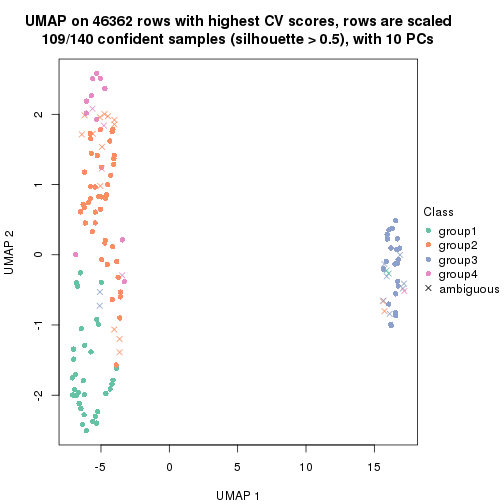 UMAP on 46362 rows with highest CV scores, rows are scaled
109/140 confident samples (silhouette > 0.5), with 10 PCs
UMAP 2
2
1
0
-1
-2
-5
0
5
10
15
UMAP 1
Class
group1
group2
group3
group4
ambiguous